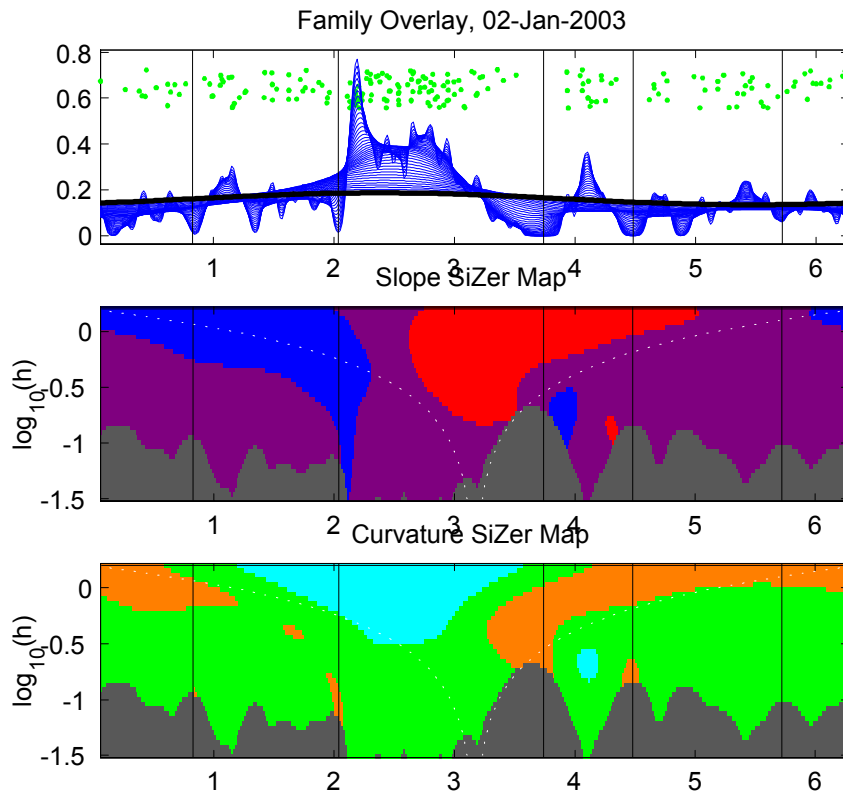 Family Overlay, 02-Jan-2003
0.8
0.6
0.4
0.2
0
1 2 3 4 5 6
Slope SiZer Map
log10(h)
0
-0.5
-1
-1.5
1 2 3 4 5 6
Curvature SiZer Map
log10(h)
0
-0.5
-1
-1.5
1 2 3 4 5 6